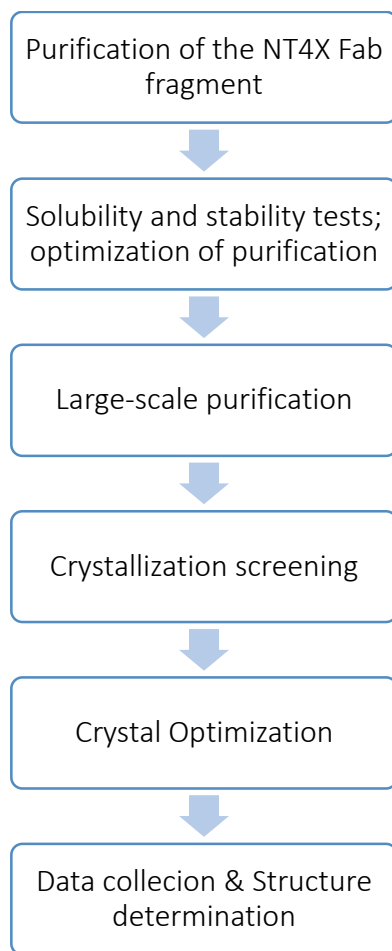 Purification of the NT4X Fab
fragment
Solubility and stability tests;
optimization of purification
Large-scale purification
Crystallization screening
Crystal Optimization
Data collecion & Structure
determination